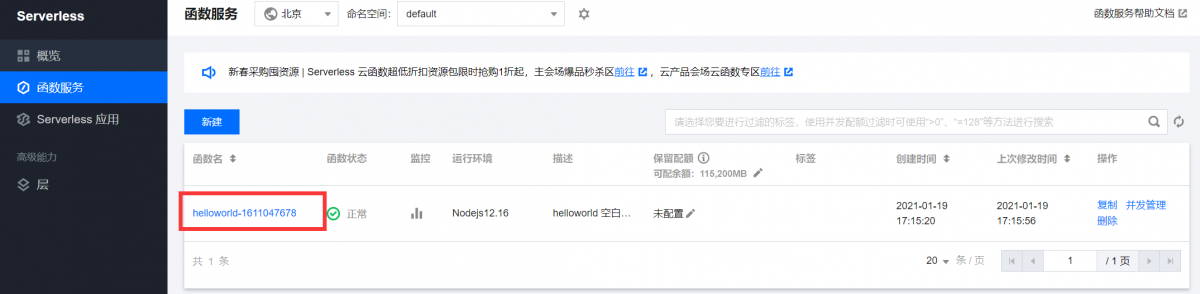 Serverless
概览
函数服务
Serverless 应用
高级能力
层
函数服务
北京
命名空间：
default
函数服务帮助文档
新春采购囤资源 | Serverless 云函数超低折扣资源包限时抢购1折起，主会场爆品秒杀区前往 ，云产品会场云函数专区前往
新建
请选择您要进行过滤的标签，使用并发配额过滤时可使用“>0”、“=128”等方法进行搜索
函数名
函数状态
监控
运行环境
描述
保留配额
可配余额：115,200MB
标签
创建时间
上次修改时间
操作
helloworld-1611047678
正常
Nodejs12.16
helloworld 空白...
未配置
2021-01-19
17:15:20
2021-01-19
17:15:56
复制 并发管理
删除
共 1 条
20 条 / 页
1
/ 1 页